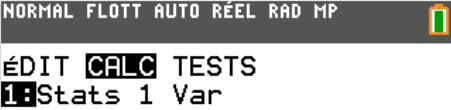 NORMAL FLOTT AUTO RÉEL RAD MP
ÉDIT CALC TESTS
1:Stats 1 Var